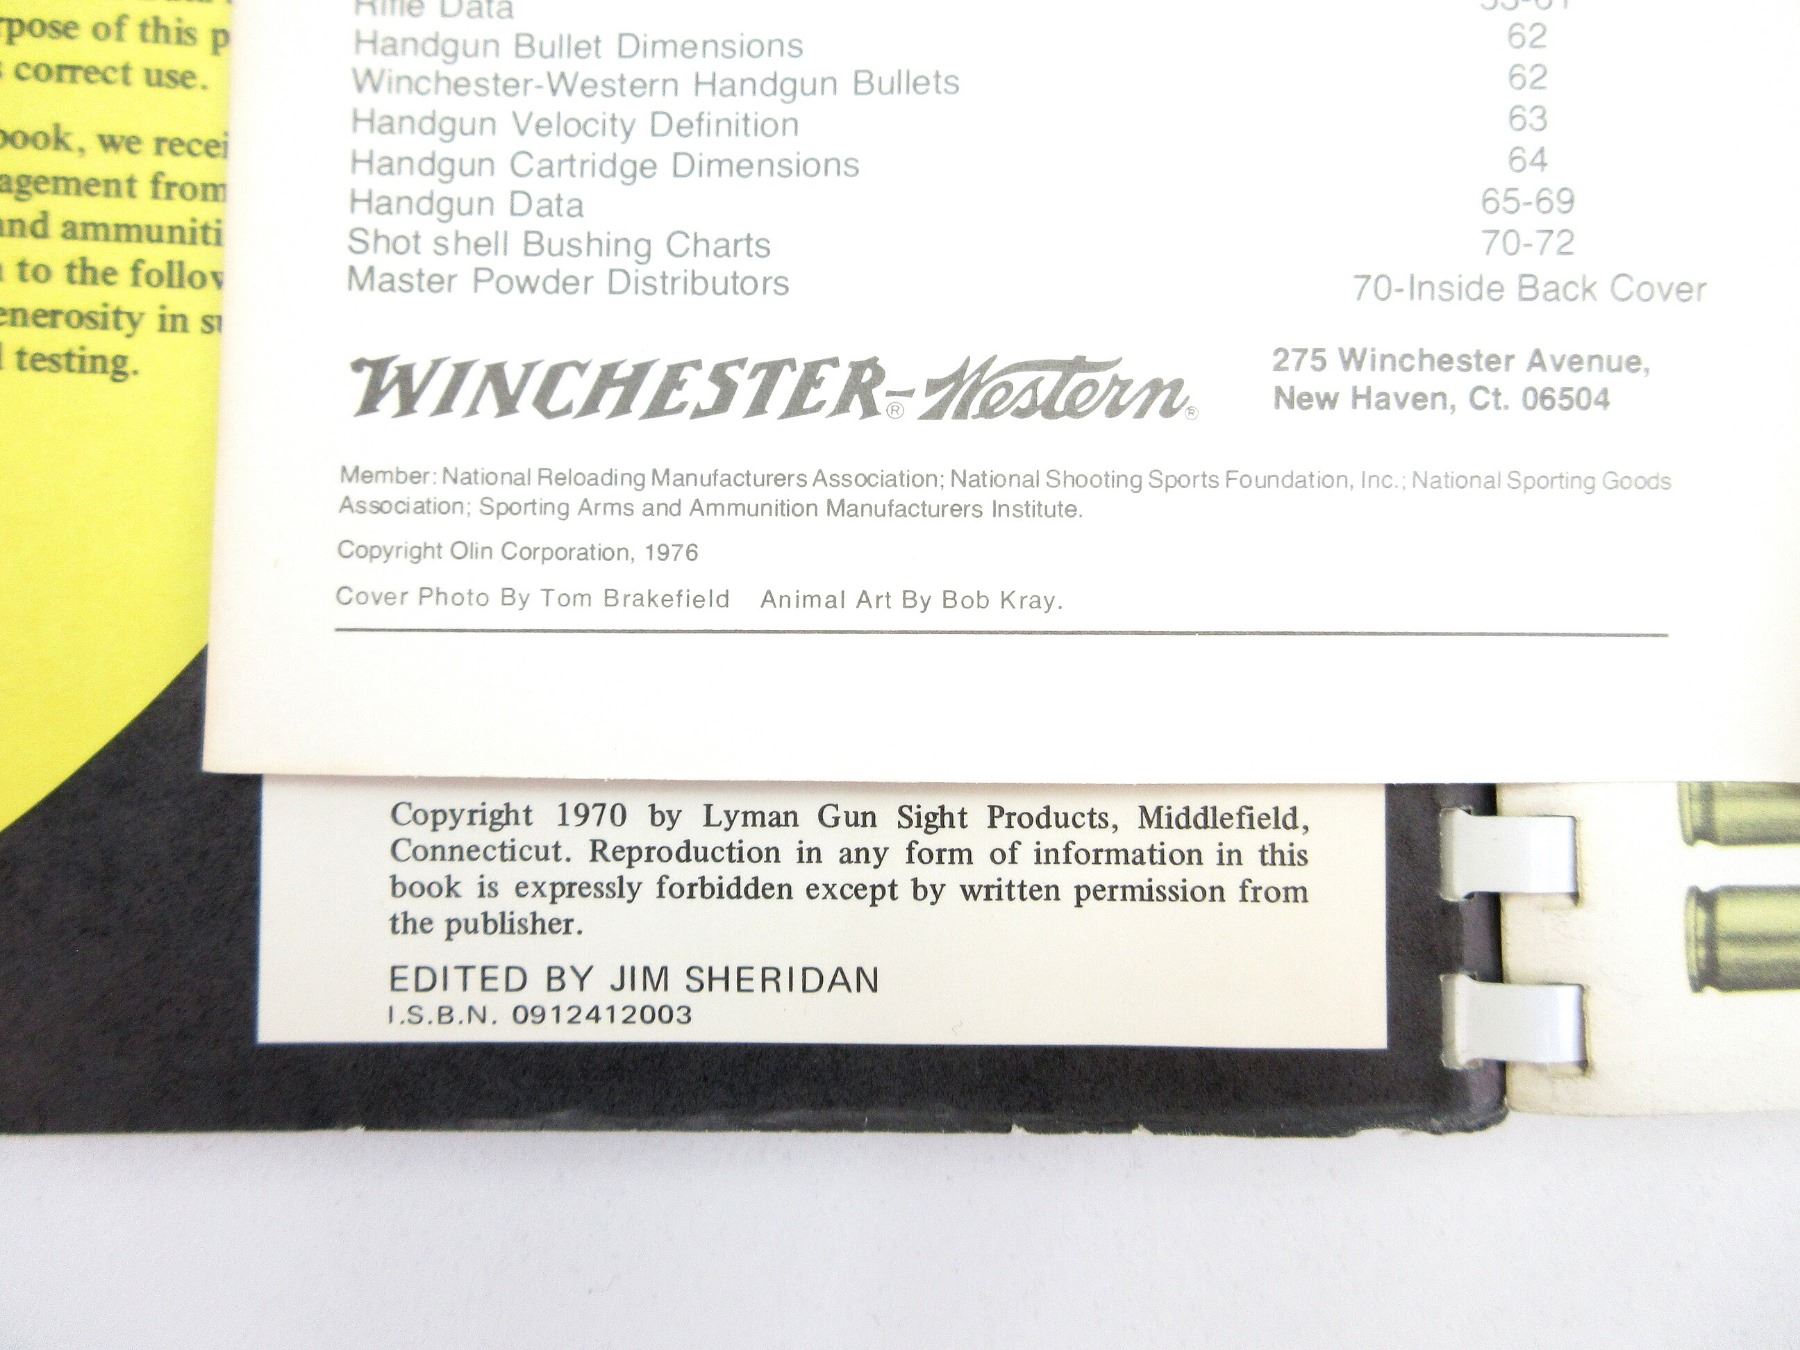 pose of this p
correct use.
book, we recei
agement from
and ammuniti
to the follow
enerosity in su
testing.
Rifle Data 55-61
Handgun Bullet Dimensions 62
Winchester-Western Handgun Bullets 62
Handgun Velocity Definition 63
Handgun Cartridge Dimensions 64
Handgun Data 65-69
Shot shell Bushing Charts 70-72
Master Powder Distributors 70-Inside Back Cover
WINCHESTER®-Western®
275 Winchester Avenue,
New Haven, Ct. 06504
Member: National Reloading Manufacturers Association; National Shooting Sports Foundation, Inc.; National Sporting Goods
Association; Sporting Arms and Ammunition Manufacturers Institute.
Copyright Olin Corporation, 1976
Cover Photo By Tom Brakefield Animal Art By Bob Kray.
Copyright 1970 by Lyman Gun Sight Products, Middlefield,
Connecticut. Reproduction in any form of information in this
book is expressly forbidden except by written permission from
the publisher.
EDITED BY JIM SHERIDAN
I.S.B.N. 0912412003